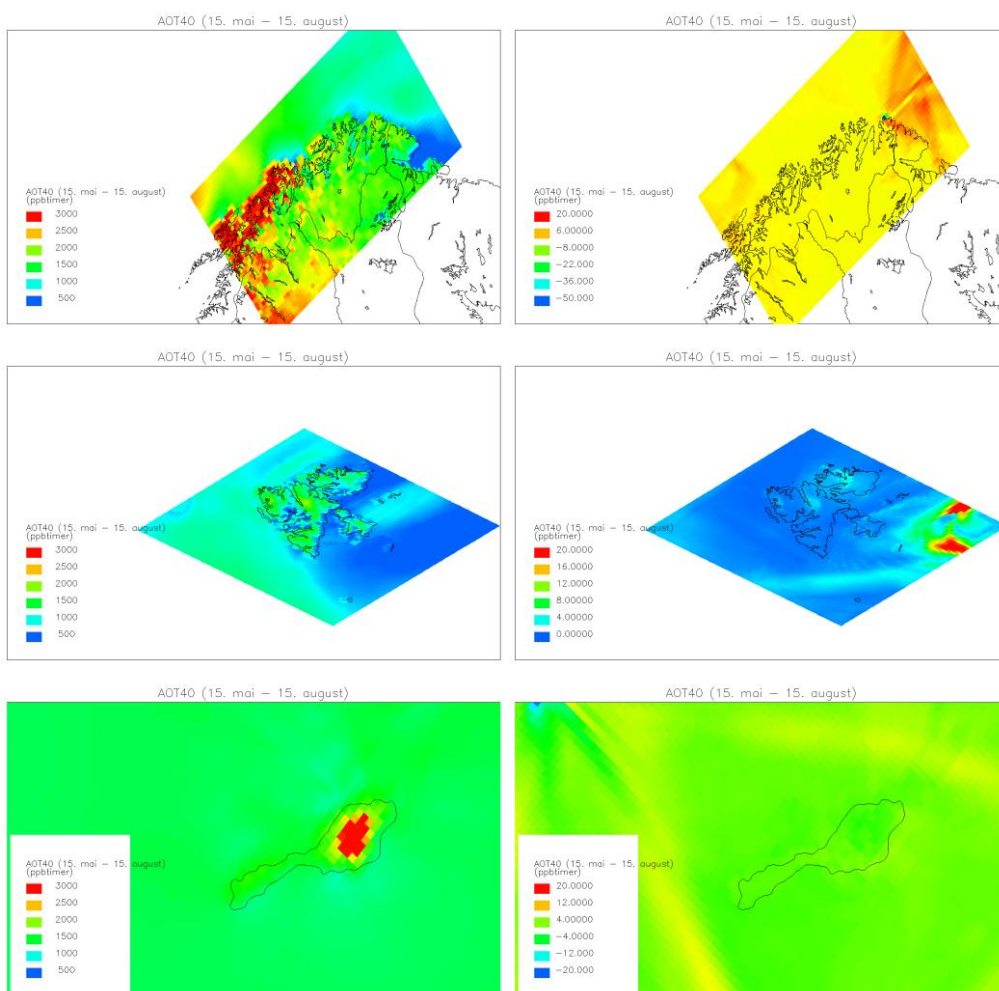 AOT40 (15. mai – 15. august)
AOT40 (15. mai – 15. august)
(ppbtimer)
3000
2500
2000
1500
1000
500
AOT40 (15. mai – 15. august)
AOT40 (15. mai – 15. august)
(ppbtimer)
20.0000
6.00000
−8.00000
−22.0000
−36.0000
−50.0000
AOT40 (15. mai – 15. august)
AOT40 (15. mai – 15. august)
(ppbtimer)
3000
2500
2000
1500
1000
500
AOT40 (15. mai – 15. august)
AOT40 (15. mai – 15. august)
(ppbtimer)
20.0000
16.0000
12.0000
8.00000
4.00000
0.00000
AOT40 (15. mai – 15. august)
AOT40 (15. mai – 15. august)
(ppbtimer)
3000
2500
2000
1500
1000
500
AOT40 (15. mai – 15. august)
AOT40 (15. mai – 15. august)
(ppbtimer)
20.0000
12.0000
4.00000
−4.00000
−12.0000
−20.0000